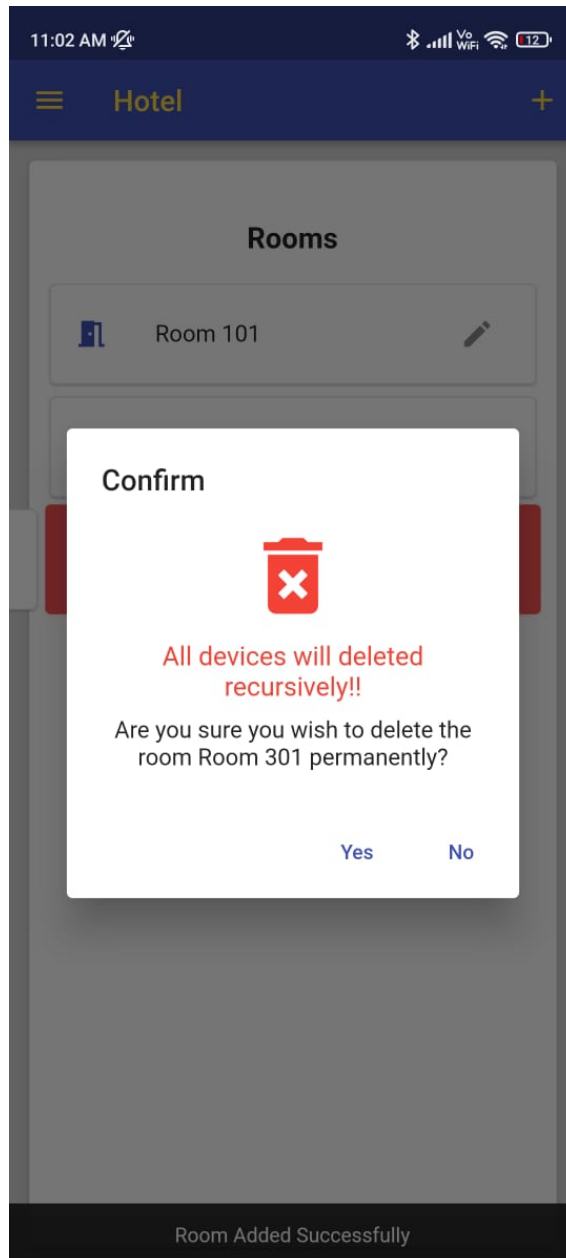 11:02 AM
Vo
WiFi
12
Hotel
+
Rooms
Room 101
Confirm
All devices will deleted
recursively!!
Are you sure you wish to delete the
room Room 301 permanently?
Yes No
Room Added Successfully